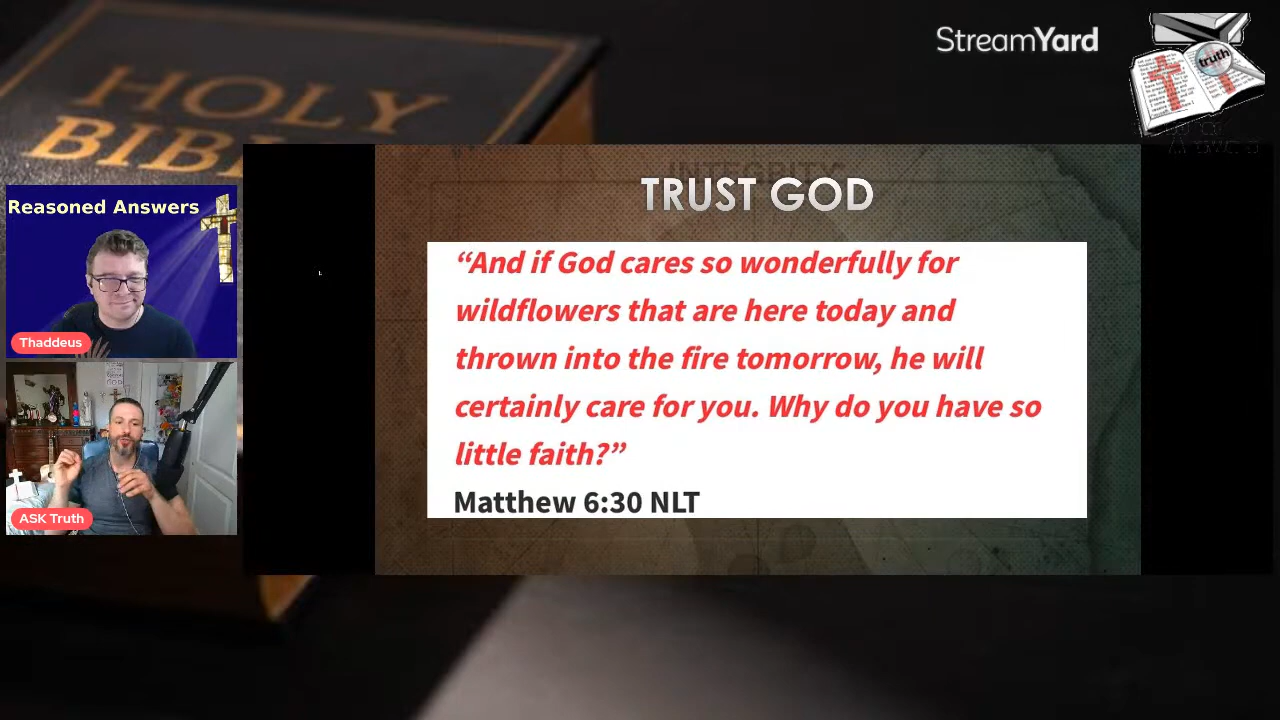 HOLY
BIBL
StreamYard
truth
Reasoned Answers
Thaddeus
ASK Truth
INTEGRITY
TRUST GOD
“And if God cares so wonderfully for
wildflowers that are here today and
thrown into the fire tomorrow, he will
certainly care for you. Why do you have so
little faith?”
Matthew 6:30 NLT